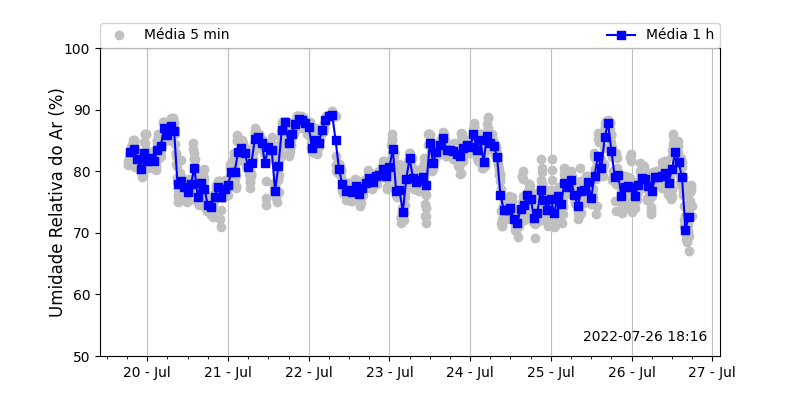 Média 5 min
Média 1 h
Umidade Relativa do Ar (%)
100
90
80
70
60
50
2022-07-26 18:16
20 - Jul
21 - Jul
22 - Jul
23 - Jul
24 - Jul
25 - Jul
26 - Jul
27 - Jul